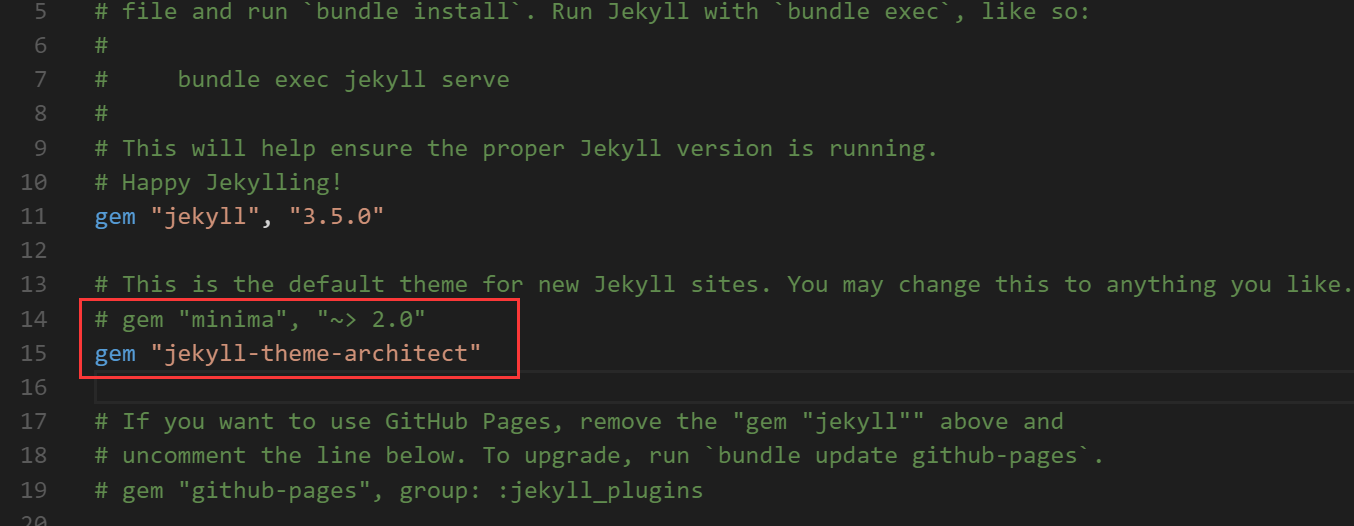 5 # file and run `bundle install`. Run Jekyll with `bundle exec`, like so:
6 #
7 #     bundle exec jekyll serve
8 #
9 # This will help ensure the proper Jekyll version is running.
10 # Happy Jekylling!
11 gem "jekyll", "3.5.0"
12
13 # This is the default theme for new Jekyll sites. You may change this to anything you like.
14 # gem "minima", "~> 2.0"
15 gem "jekyll-theme-architect"
16
17 # If you want to use GitHub Pages, remove the "gem "jekyll"" above and
18 # uncomment the line below. To upgrade, run `bundle update github-pages`.
19 # gem "github-pages", group: :jekyll_plugins
20